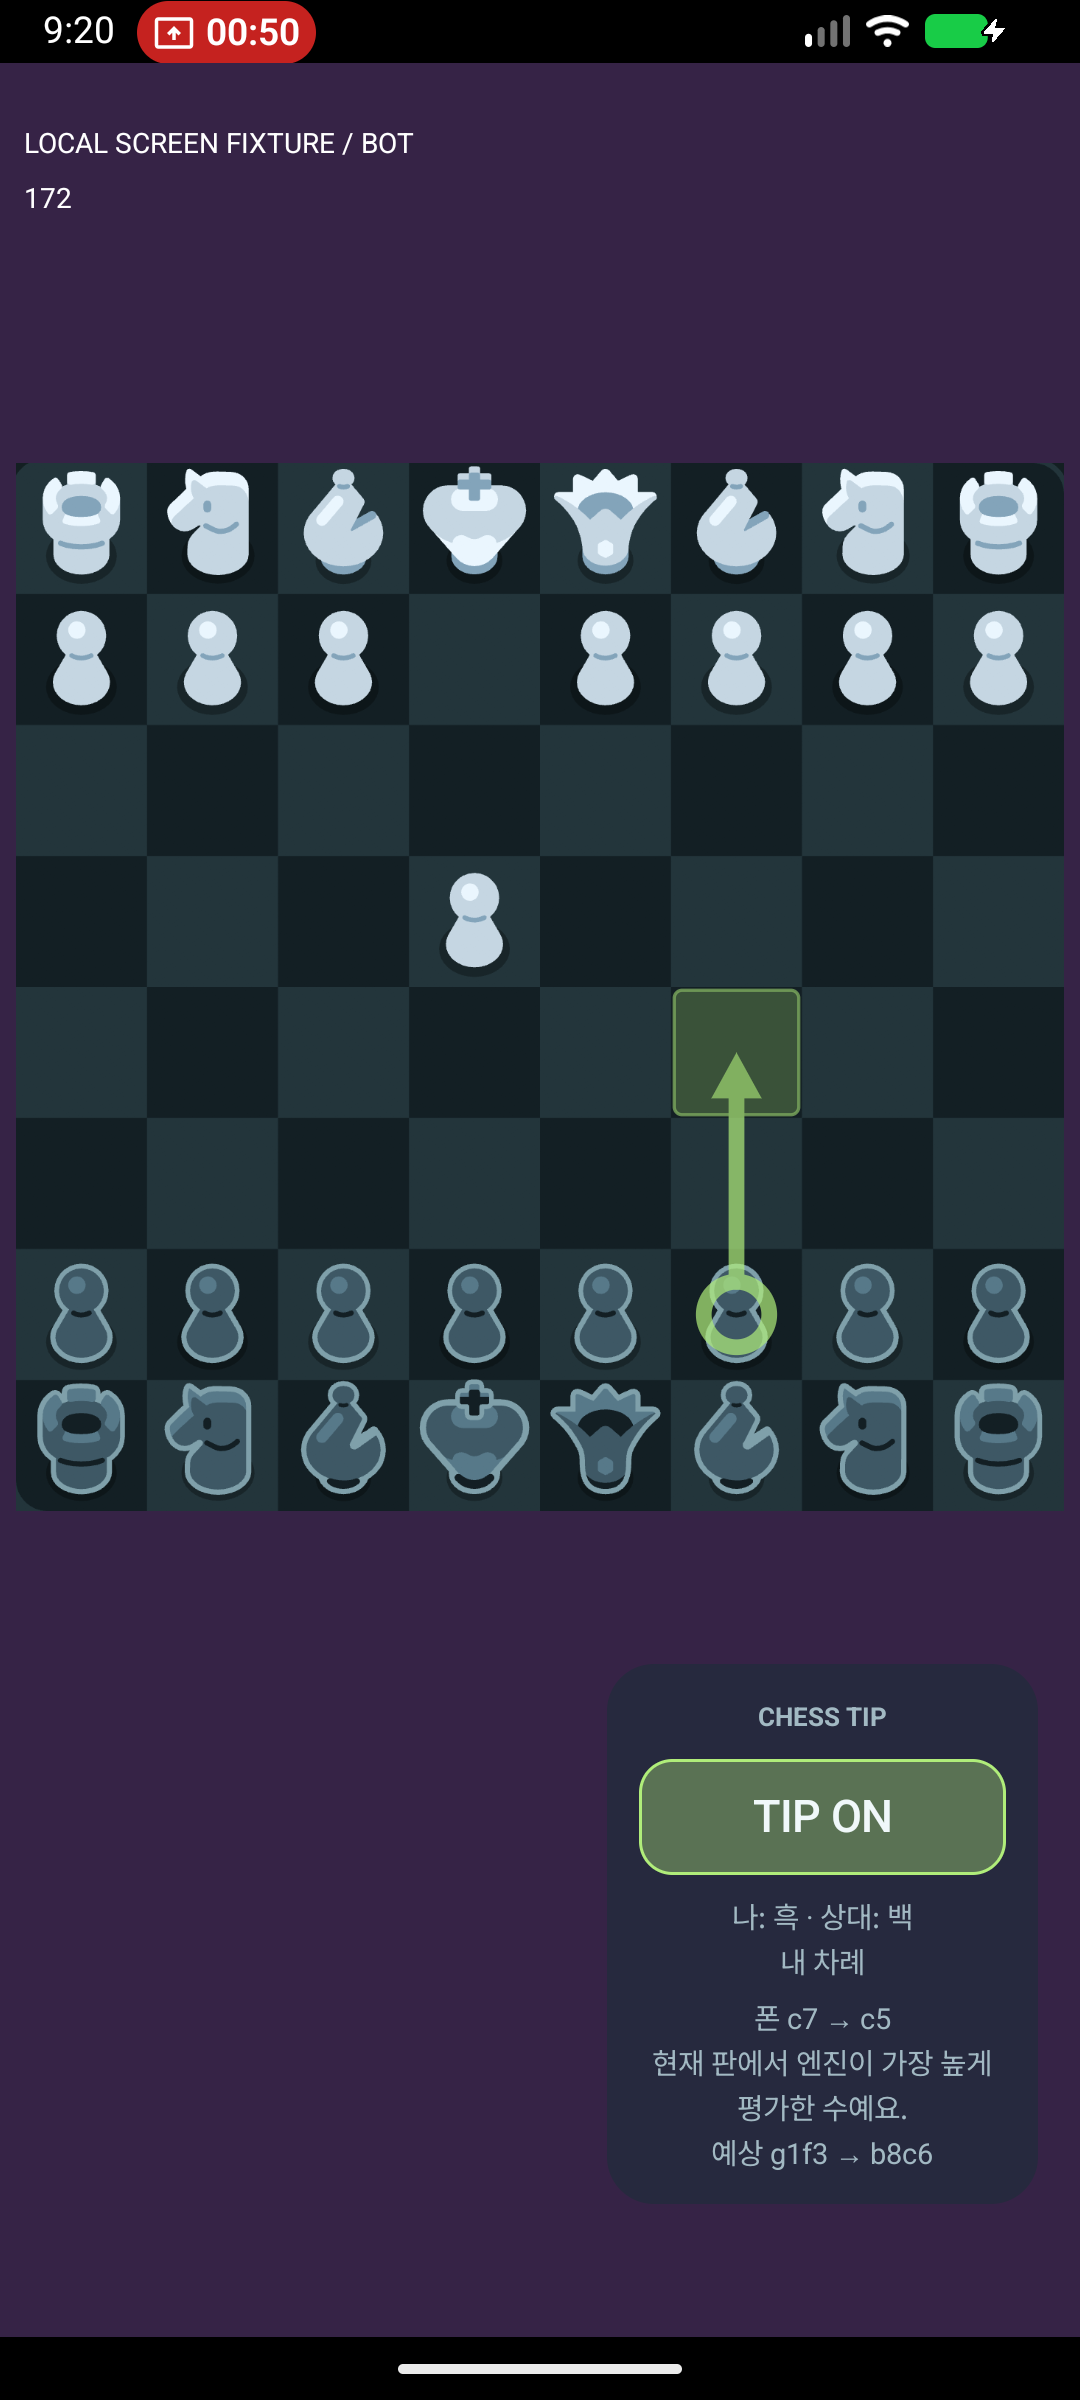 9:20 00:50
LOCAL SCREEN FIXTURE / BOT
172
CHESS TIP
TIP ON
나: 흑 · 상대: 백
내 차례
폰 c7 → c5
현재 판에서 엔진이 가장 높게
평가한 수예요.
예상 g1f3 → b8c6